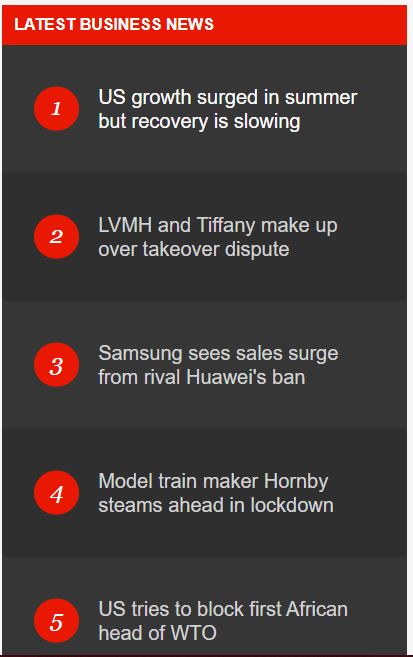 LATEST BUSINESS NEWS
1
US growth surged in summer
but recovery is slowing
2
LVMH and Tiffany make up
over takeover dispute
3
Samsung sees sales surge
from rival Huawei's ban
4
Model train maker Hornby
steams ahead in lockdown
5
US tries to block first African
head of WTO